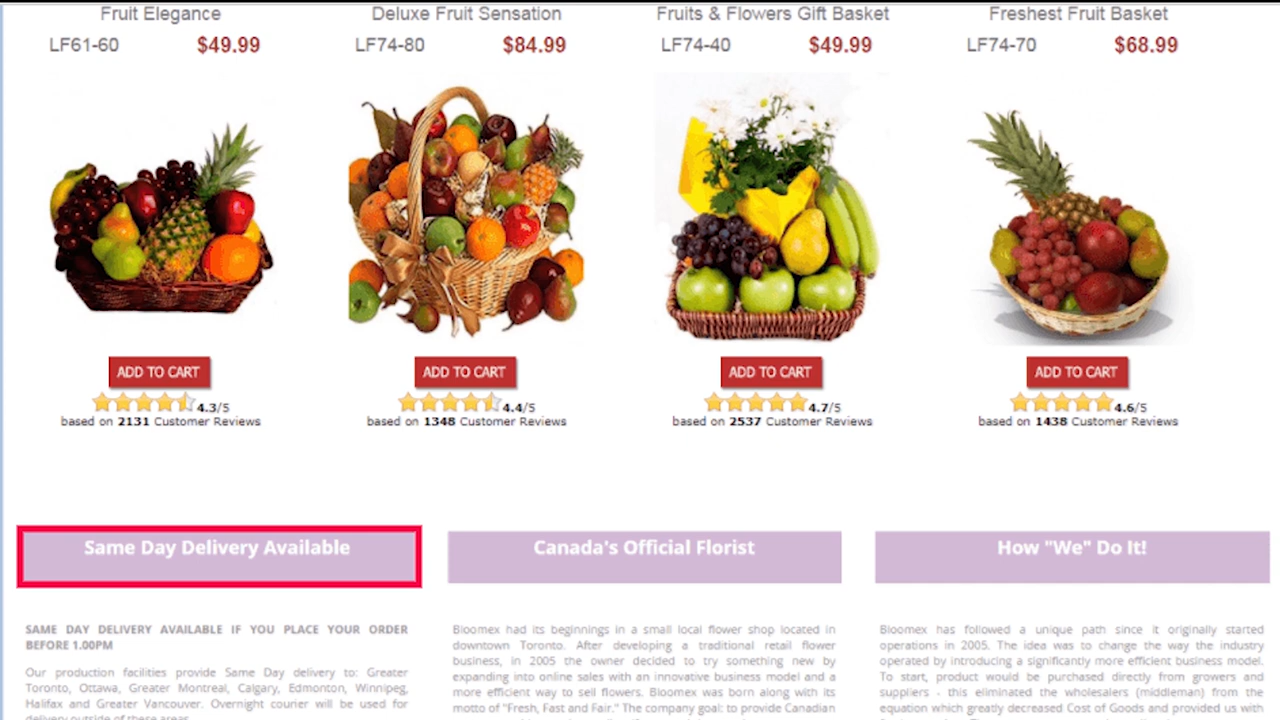 Fruit Elegance
Deluxe Fruit Sensation
Fruits & Flowers Gift Basket
Freshest Fruit Basket
LF61-60 $49.99
LF74-80 $84.99
LF74-40 $49.99
LF74-70 $68.99
ADD TO CART
ADD TO CART
ADD TO CART
ADD TO CART
4.3/5
4.4/5
4.7/5
4.6/5
based on 2131 Customer Reviews
based on 1348 Customer Reviews
based on 2537 Customer Reviews
based on 1438 Customer Reviews
Same Day Delivery Available
SAME DAY DELIVERY AVAILABLE IF YOU PLACE YOUR ORDER
BEFORE 1.00PM
Our production facilities provide Same Day delivery to: Greater
Toronto, Ottawa, Greater Montreal, Calgary, Edmonton, Winnipeg,
Halifax and Greater Vancouver. Overnight courier will be used for
delivery outside of these areas
Canada's Official Florist
Bloomex had its beginnings in a small local flower shop located in
downtown Toronto. After developing a traditional retail flower
business, in 2005 the owner decided to try something new by
expanding into online sales with an innovative business model and a
more efficient way to sell flowers. Bloomex was born along with its
motto of "Fresh, Fast and Fair." The company goal: to provide Canadian
How "We" Do It!
Bloomex has followed a unique path since it originally started
operations in 2005. The idea was to change the way the industry
operated by introducing a significantly more efficient business model.
To start, product would be purchased directly from growers and
suppliers - this eliminated the wholesalers (middleman) from the
equation which greatly decreased Cost of Goods and provided us with